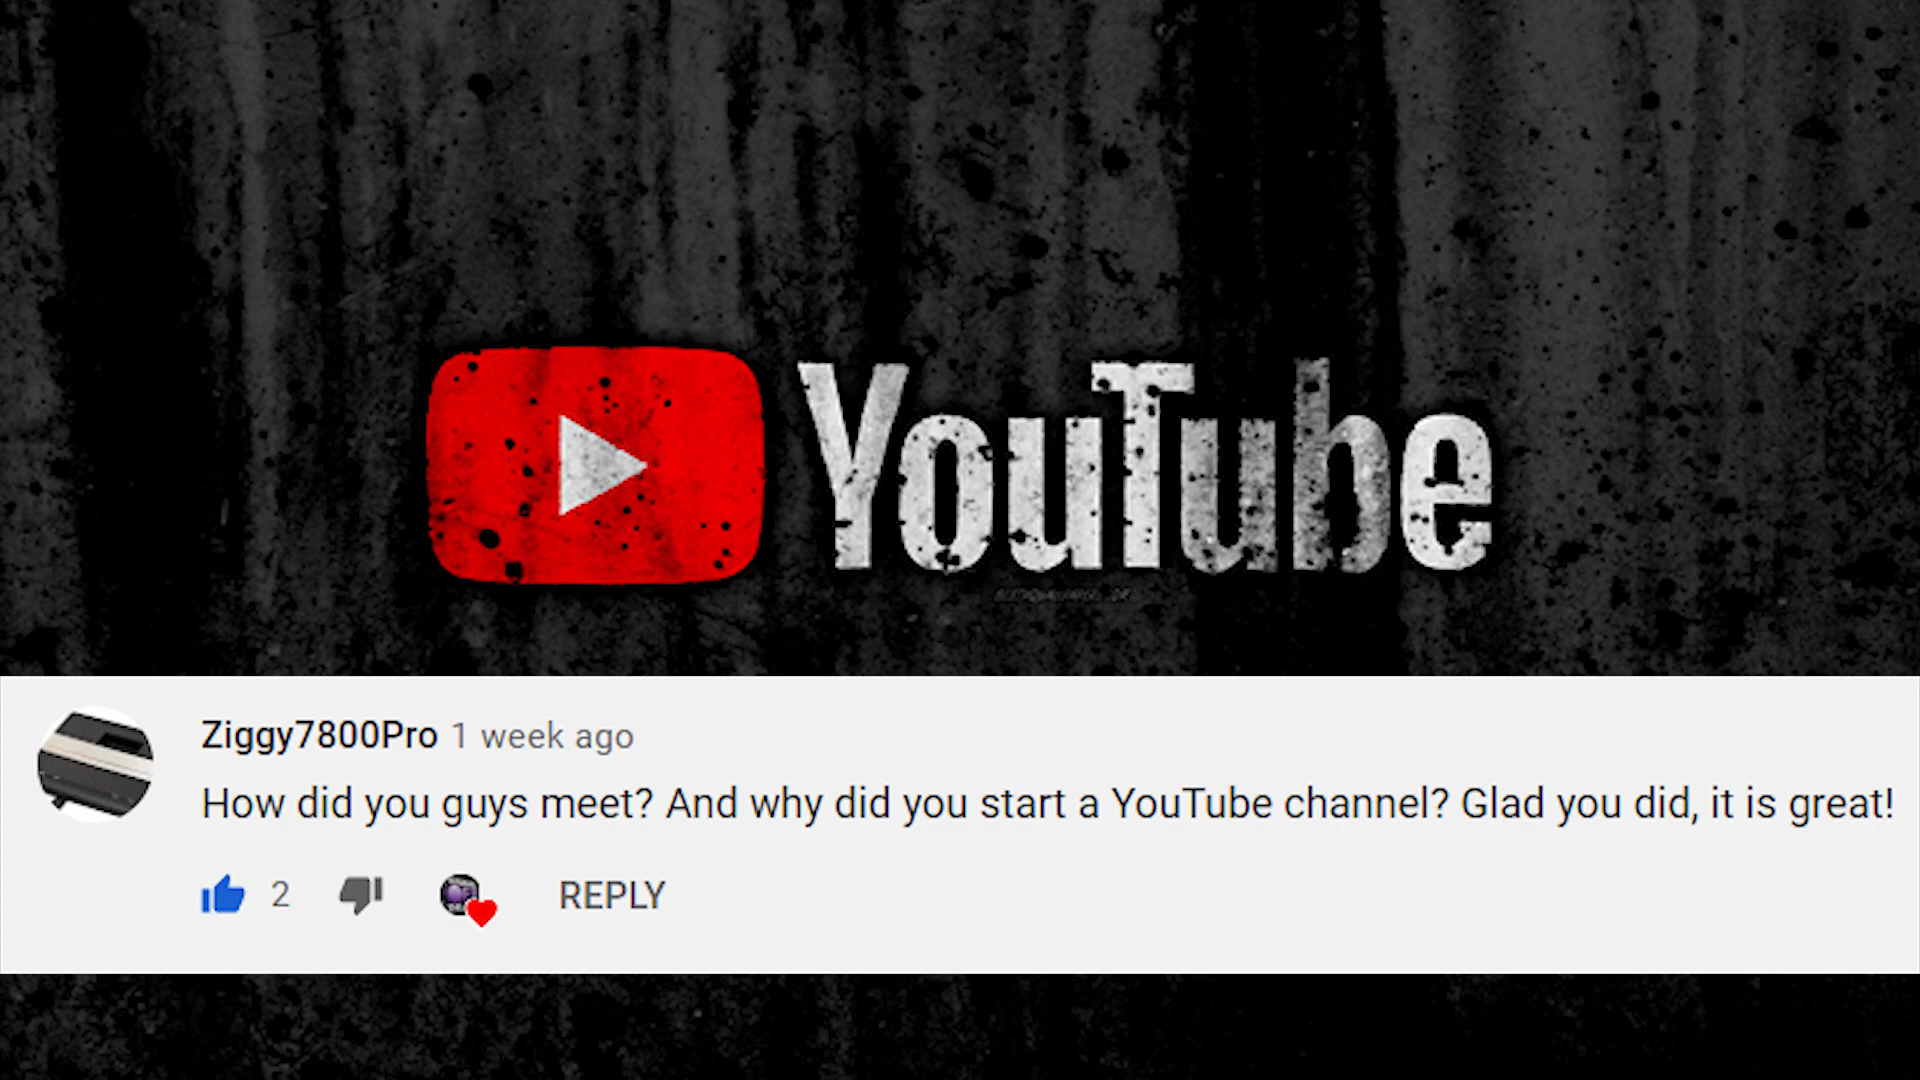 YouTube
Ziggy7800Pro 1 week ago
How did you guys meet? And why did you start a YouTube channel? Glad you did, it is great!
2 REPLY